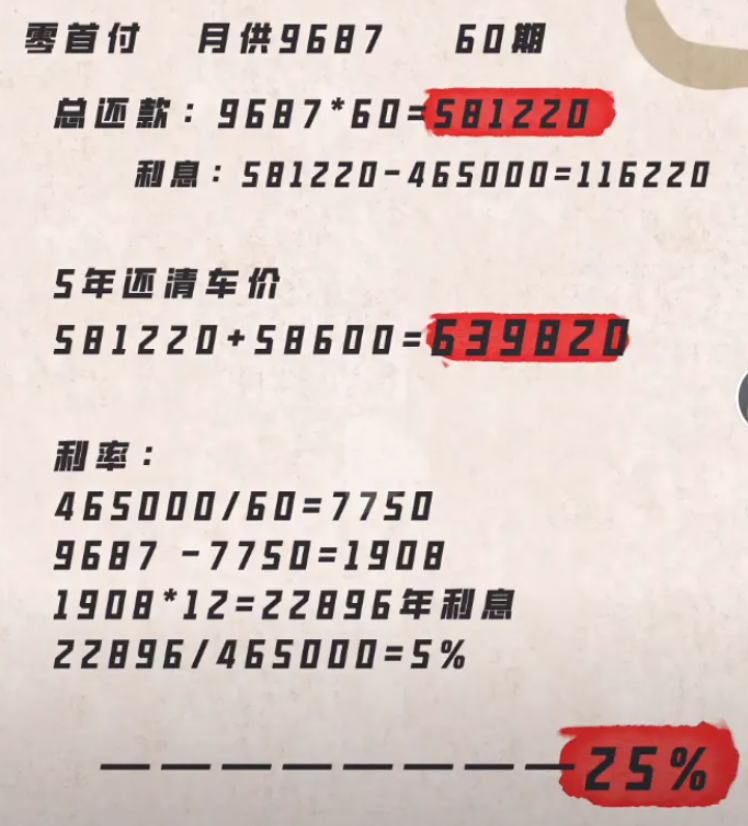 零首付 月供9687 60期
总还款：9687*60=581220
利息：581220-465000=116220
5年还清车价
581220+58600=639820
利率：
465000/60=7750
9687 -7750=1908
1908*12=22896年利息
22896/465000=5%
—————————25%